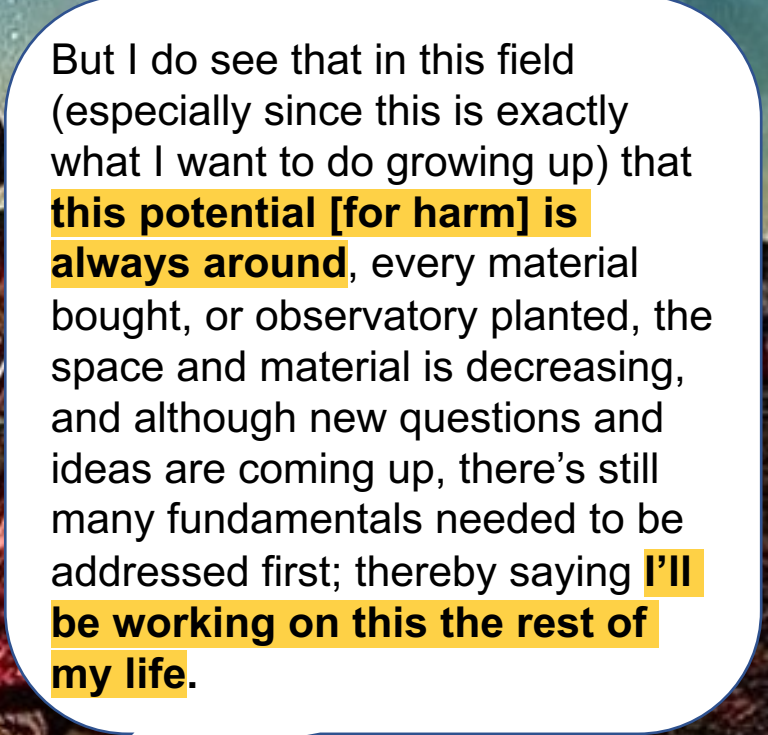 But I do see that in this field
(especially since this is exactly
what I want to do growing up) that
this potential [for harm] is
always around, every material
bought, or observatory planted, the
space and material is decreasing,
and although new questions and
ideas are coming up, there’s still
many fundamentals needed to be
addressed first; thereby saying I’ll
be working on this the rest of
my life.